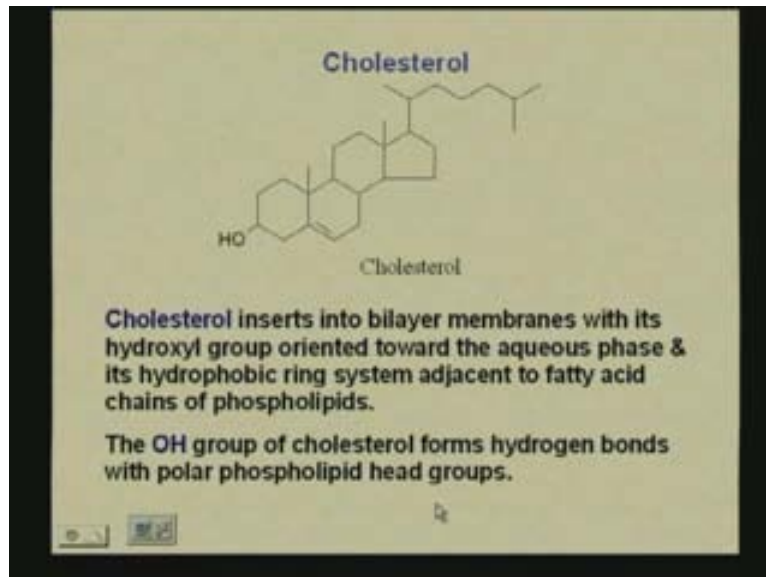 Cholesterol
HO
Cholesterol
Cholesterol inserts into bilayer membranes with its
hydroxyl group oriented toward the aqueous phase &
its hydrophobic ring system adjacent to fatty acid
chains of phospholipids.
The OH group of cholesterol forms hydrogen bonds
with polar phospholipid head groups.